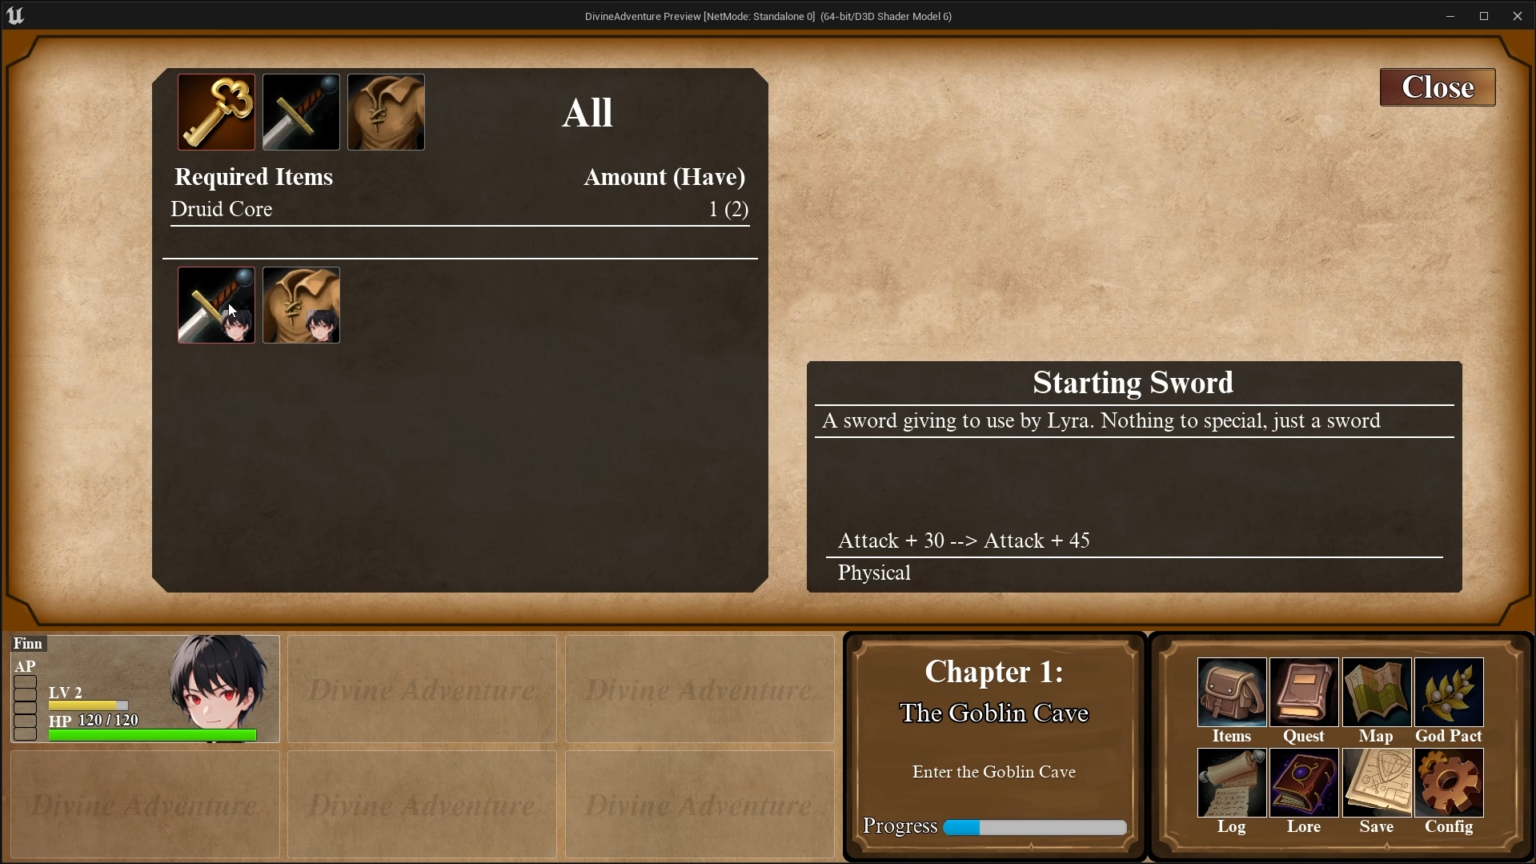 DivineAdventure Preview [NetMode: Standalone 0] (64-bit/D3D Shader Model 6)
Close
All
Required Items
Amount (Have)
Druid Core
1 (2)
Starting Sword
A sword giving to use by Lyra. Nothing to special, just a sword
Attack + 30 --> Attack + 45
Physical
Finn
AP
LV 2
HP 120 / 120
Divine Adventure
Divine Adventure
Divine Adventure
Divine Adventure
Divine Adventure
Chapter 1:
The Goblin Cave
Enter the Goblin Cave
Progress
Items
Quest
Map
God Pact
Log
Lore
Save
Config